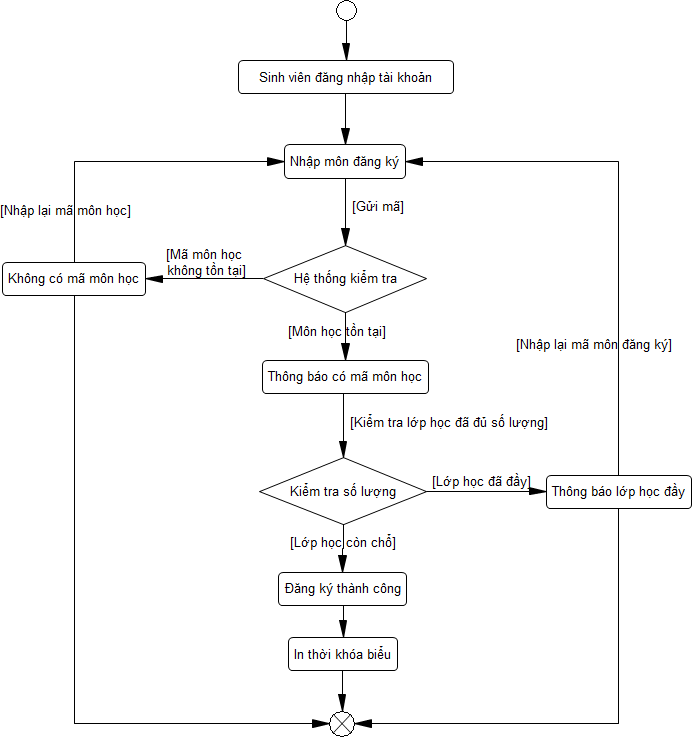 Sinh viên đăng nhập tài khoản
Nhập môn đăng ký
[Gửi mã]
[Nhập lại mã môn học]
[Mã môn học
không tồn tại]
Không có mã môn học
Hệ thống kiểm tra
[Môn học tồn tại]
[Nhập lại mã môn đăng ký]
Thông báo có mã môn học
[Kiểm tra lớp học đã đủ số lượng]
Kiểm tra số lượng
[Lớp học đã đầy]
Thông báo lớp học đầy
[Lớp học còn chổ]
Đăng ký thành công
In thời khóa biểu